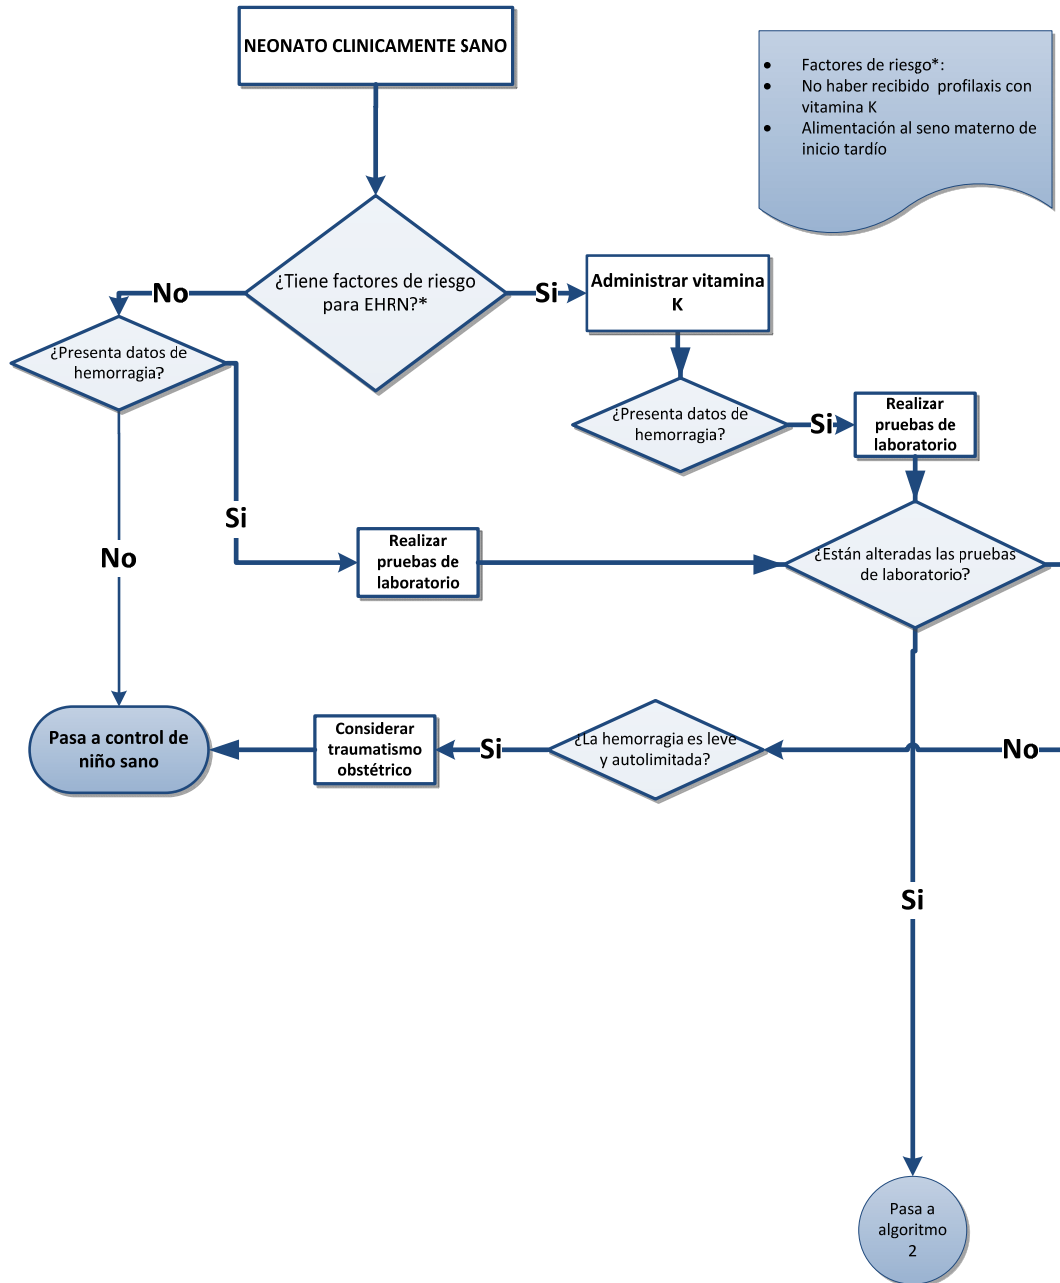 NEONATO CLINICAMENTE SANO
• Factores de riesgo*:
• No haber recibido profilaxis con
vitamina K
• Alimentación al seno materno de
inicio tardío
¿Tiene factores de riesgo
para EHRN?*
No
Si
Administrar vitamina
K
¿Presenta datos de
hemorragia?
¿Presenta datos de
hemorragia?
Si
Realizar
pruebas de
laboratorio
Si
No
Realizar
pruebas de
laboratorio
¿Están alteradas las pruebas
de laboratorio?
Pasa a control de
niño sano
Considerar
traumatismo
obstétrico
Si
¿La hemorragia es leve
y autolimitada?
No
Si
Pasa a
algoritmo
2